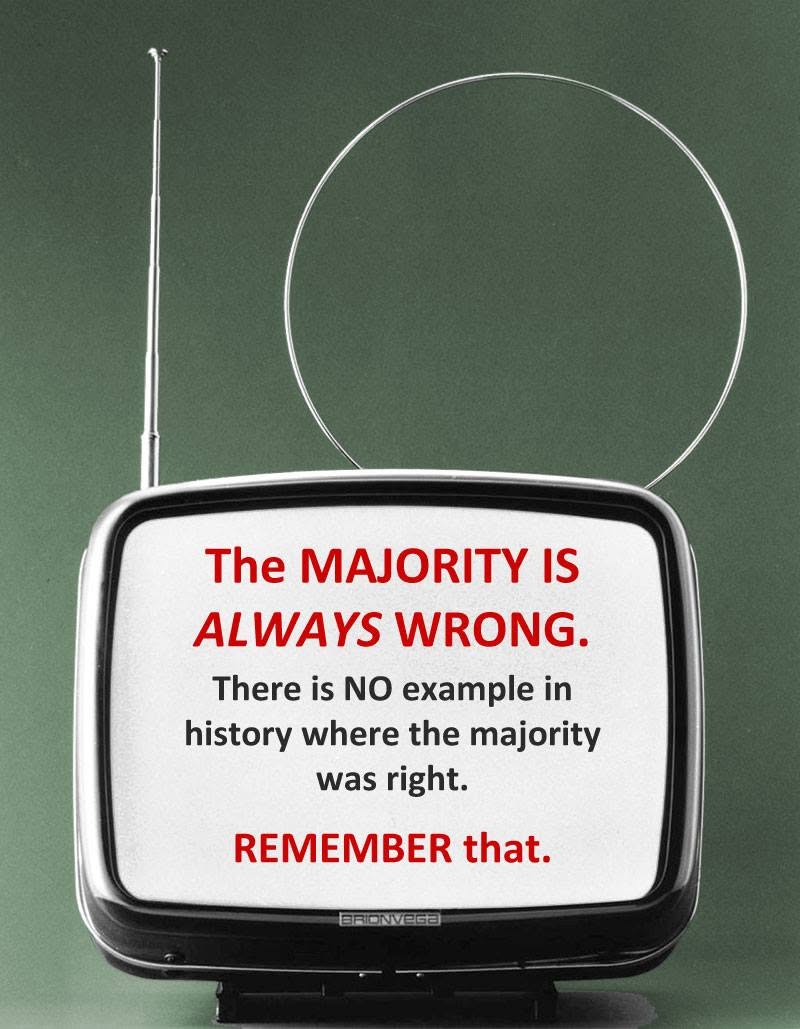 The MAJORITY IS
ALWAYS WRONG.
There is NO example in
history where the majority
was right.
REMEMBER that.
BRIONVEGA